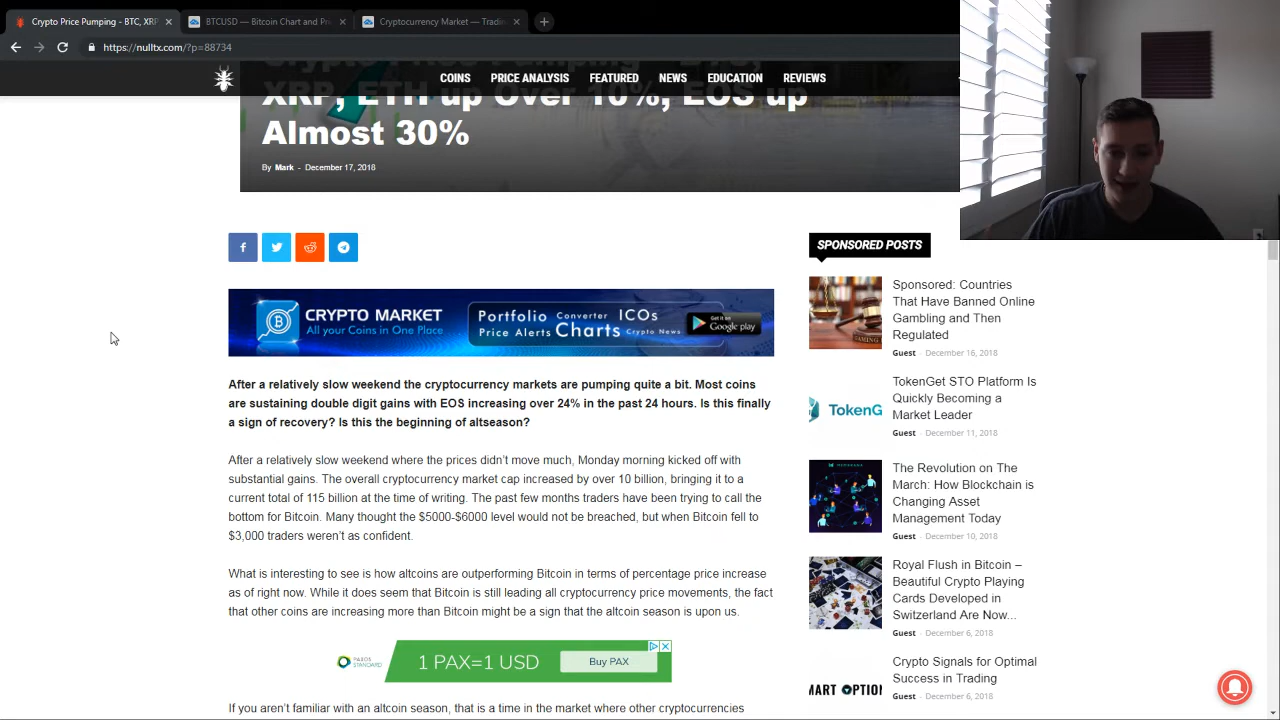 Crypto Price Pumping – BTC, XRP
BTCUSD — Bitcoin Chart and Pri
Cryptocurrency Market — Tradin
https://nulltx.com/?p=88734
COINS PRICE ANALYSIS FEATURED NEWS EDUCATION REVIEWS
XRP, ETH up Over 10%, EOS up
Almost 30%
By Mark - December 17, 2018
CRYPTO MARKET
All your Coins in One Place
Portfolio Converter ICOs
Price Alerts Charts Crypto News
Get it on
Google play
After a relatively slow weekend the cryptocurrency markets are pumping quite a bit. Most coins
are sustaining double digit gains with EOS increasing over 24% in the past 24 hours. Is this finally
a sign of recovery? Is this the beginning of altseason?
After a relatively slow weekend where the prices didn't move much, Monday morning kicked off with
substantial gains. The overall cryptocurrency market cap increased by over 10 billion, bringing it to a
current total of 115 billion at the time of writing. The past few months traders have been trying to call the
bottom for Bitcoin. Many thought the $5000-$6000 level would not be breached, but when Bitcoin fell to
$3,000 traders weren't as confident.
What is interesting to see is how altcoins are outperforming Bitcoin in terms of percentage price increase
as of right now. While it does seem that Bitcoin is still leading all cryptocurrency price movements, the fact
that other coins are increasing more than Bitcoin might be a sign that the altcoin season is upon us.
PAXOS
STANDARD
1 PAX=1 USD
Buy PAX
If you aren't familiar with an altcoin season, that is a time in the market where other cryptocurrencies
SPONSORED POSTS
Sponsored: Countries
That Have Banned Online
Gambling and Then
Regulated
Guest - December 16, 2018
TokenG
TokenGet STO Platform Is
Quickly Becoming a
Market Leader
Guest - December 11, 2018
The Revolution on The
March: How Blockchain is
Changing Asset
Management Today
Guest - December 10, 2018
Royal Flush in Bitcoin –
Beautiful Crypto Playing
Cards Developed in
Switzerland Are Now...
Guest - December 6, 2018
MART OPTION
Crypto Signals for Optimal
Success in Trading
Guest - December 6, 2018